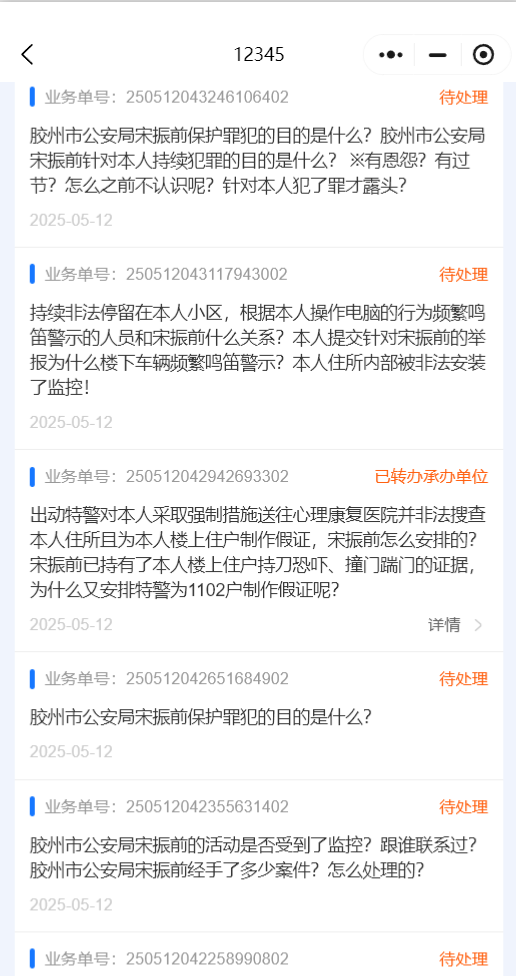 12345
业务单号：250512043246106402 待处理
胶州市公安局宋振前保护罪犯的目的是什么？胶州市公安局
宋振前针对本人持续犯罪的目的是什么？ ※有恩怨？有过
节？怎么之前不认识呢？针对本人犯了罪才露头？
2025-05-12
业务单号：250512043117943002 待处理
持续非法停留在本人小区，根据本人操作电脑的行为频繁鸣
笛警示的人员和宋振前什么关系？本人提交针对宋振前的举
报为什么楼下车辆频繁鸣笛警示？本人住所内部被非法安装
了监控！
2025-05-12
业务单号：250512042942693302 已转办承办单位
出动特警对本人采取强制措施送往心理康复医院并非法搜查
本人住所且为本人楼上住户制作假证，宋振前怎么安排的？
宋振前已持有了本人楼上住户持刀恐吓、撞门踹门的证据，
为什么又安排特警为1102户制作假证呢？
2025-05-12 详情
业务单号：250512042651684902 待处理
胶州市公安局宋振前保护罪犯的目的是什么？
2025-05-12
业务单号：250512042355631402 待处理
胶州市公安局宋振前的活动是否受到了监控？跟谁联系过？
胶州市公安局宋振前经手了多少案件？怎么处理的？
2025-05-12
业务单号：250512042258990802 待处理